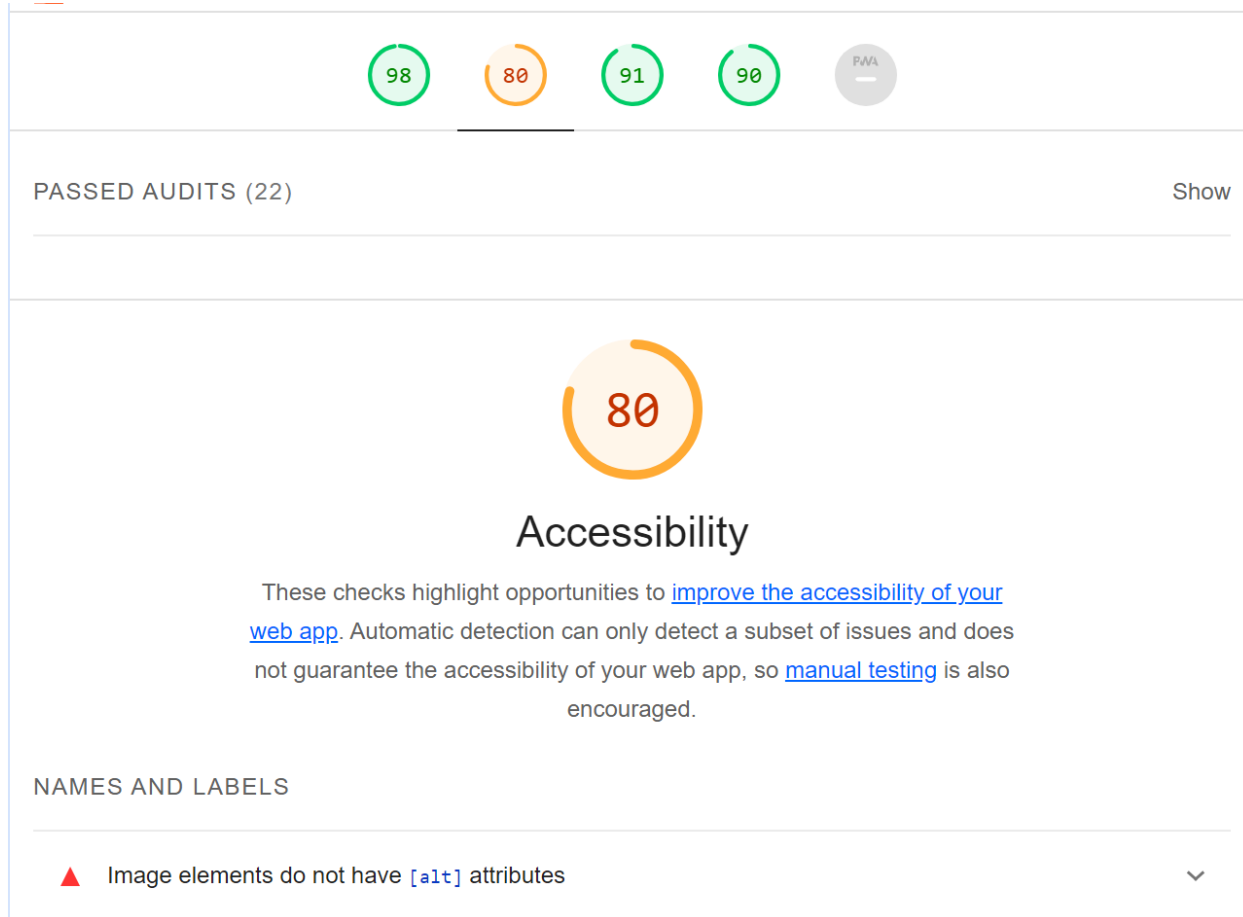 98 80 91 90 PWA
PASSED AUDITS (22) Show
80
Accessibility
These checks highlight opportunities to improve the accessibility of your
web app. Automatic detection can only detect a subset of issues and does
not guarantee the accessibility of your web app, so manual testing is also
encouraged.
NAMES AND LABELS
Image elements do not have [alt] attributes